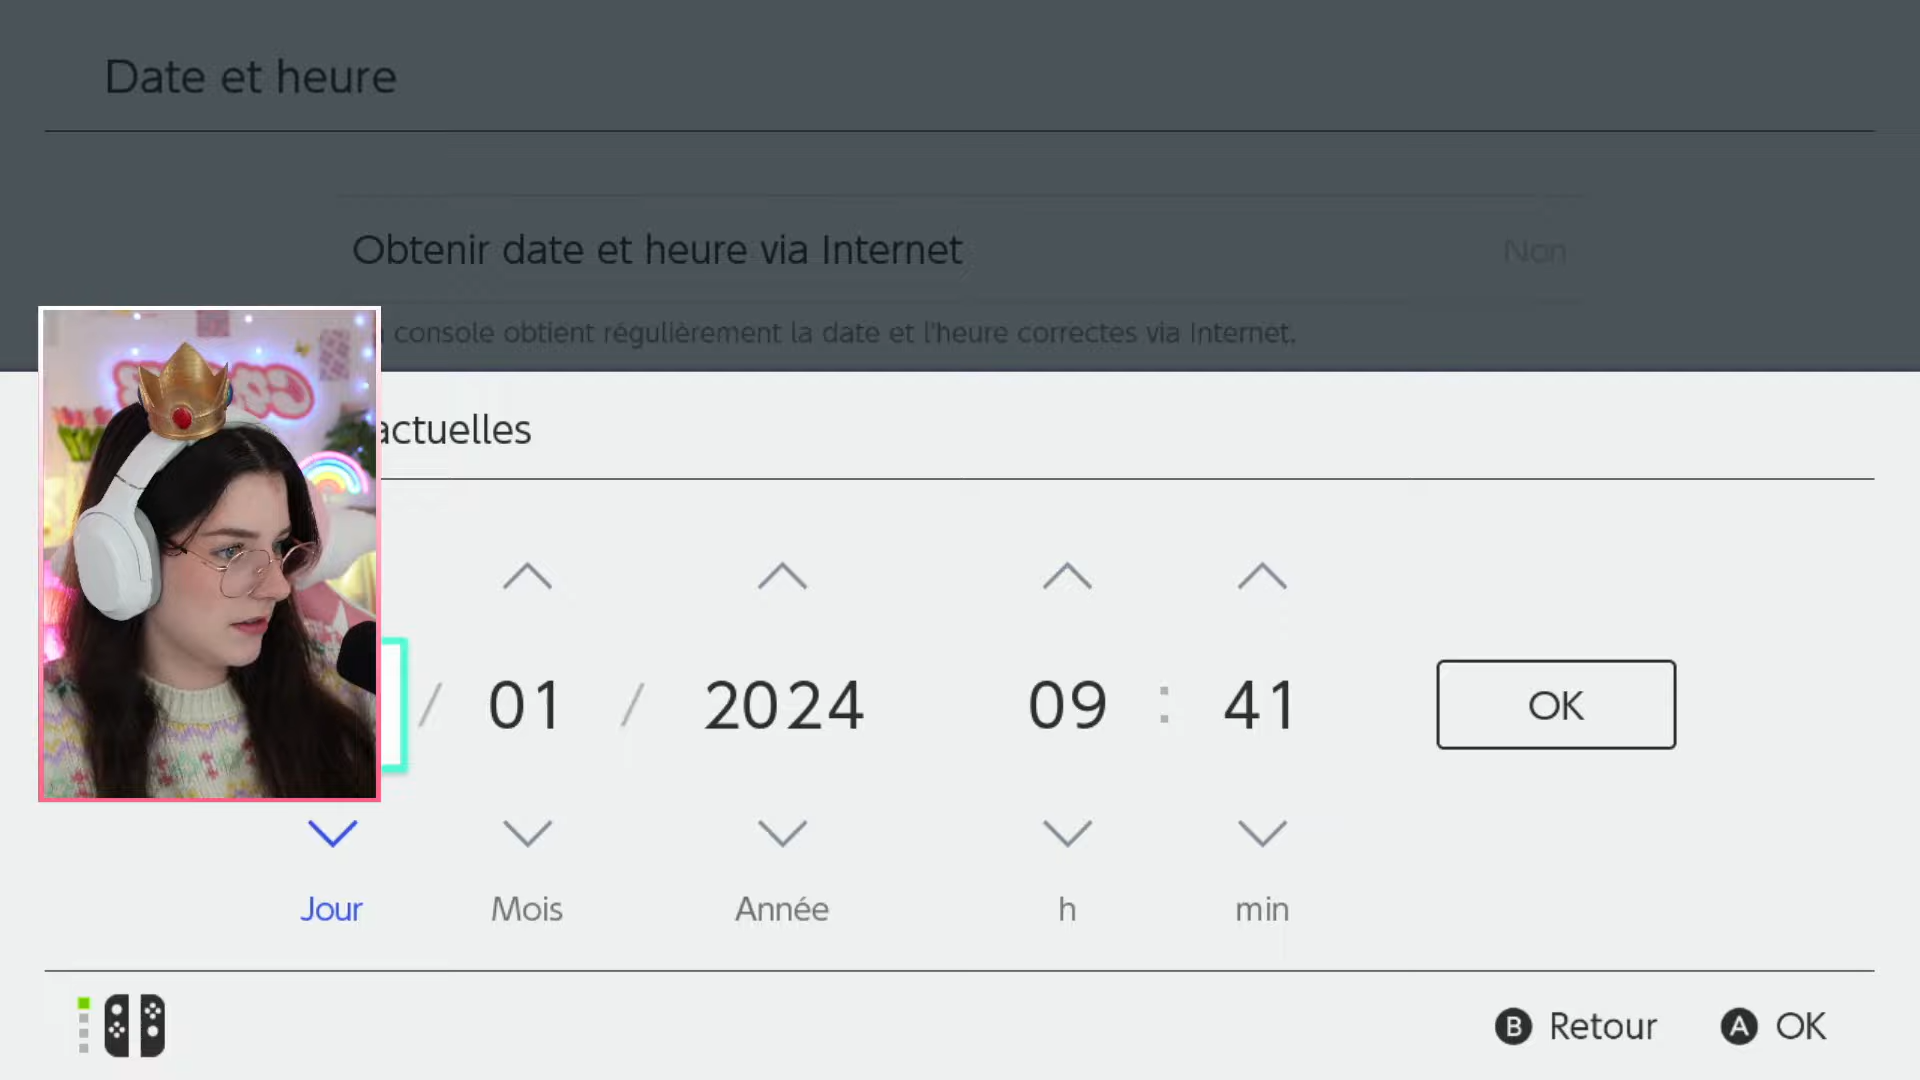 Date et heure
Obtenir date et heure via Internet
Non
console obtient régulièrement la date et l'heure correctes via Internet.
actuelles
/ 01 / 2024 09 : 41
OK
Jour Mois Année h min
B Retour A OK